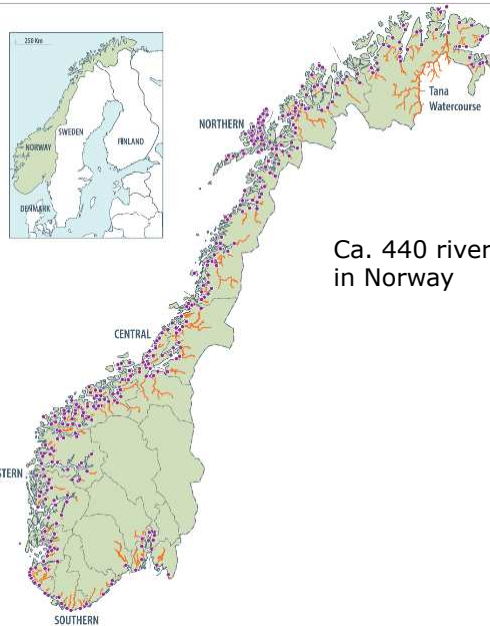 250 Km
SWEDEN
NORWAY
FINLAND
DENMARK
NORTHERN
Tana
Watercourse
Ca. 440 river
in Norway
CENTRAL
STERN
SOUTHERN